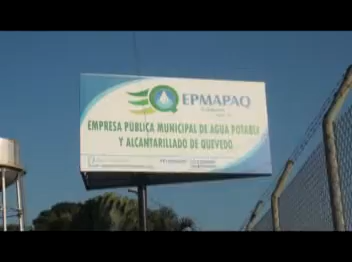 EPMAPAQ
EMPRESA PÚBLICA MUNICIPAL DE AGUA POTABLE
Y ALCANTARILLADO DE QUEVEDO.